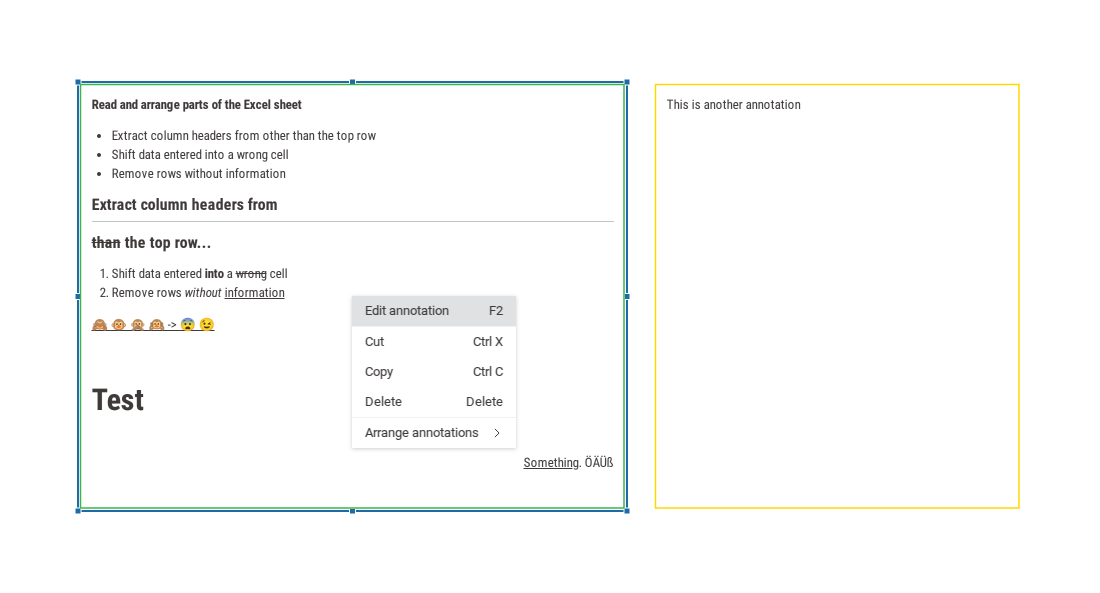 Read and arrange parts of the Excel sheet
• Extract column headers from other than the top row
• Shift data entered into a wrong cell
• Remove rows without information
Extract column headers from
than the top row...
1. Shift data entered into a wrong cell
2. Remove rows without information
🙈 🐵 🙊 🙉 -> 😨 😉
Test
Something. ÖÄÜß
Edit annotation F2
Cut Ctrl X
Copy Ctrl C
Delete Delete
Arrange annotations
This is another annotation